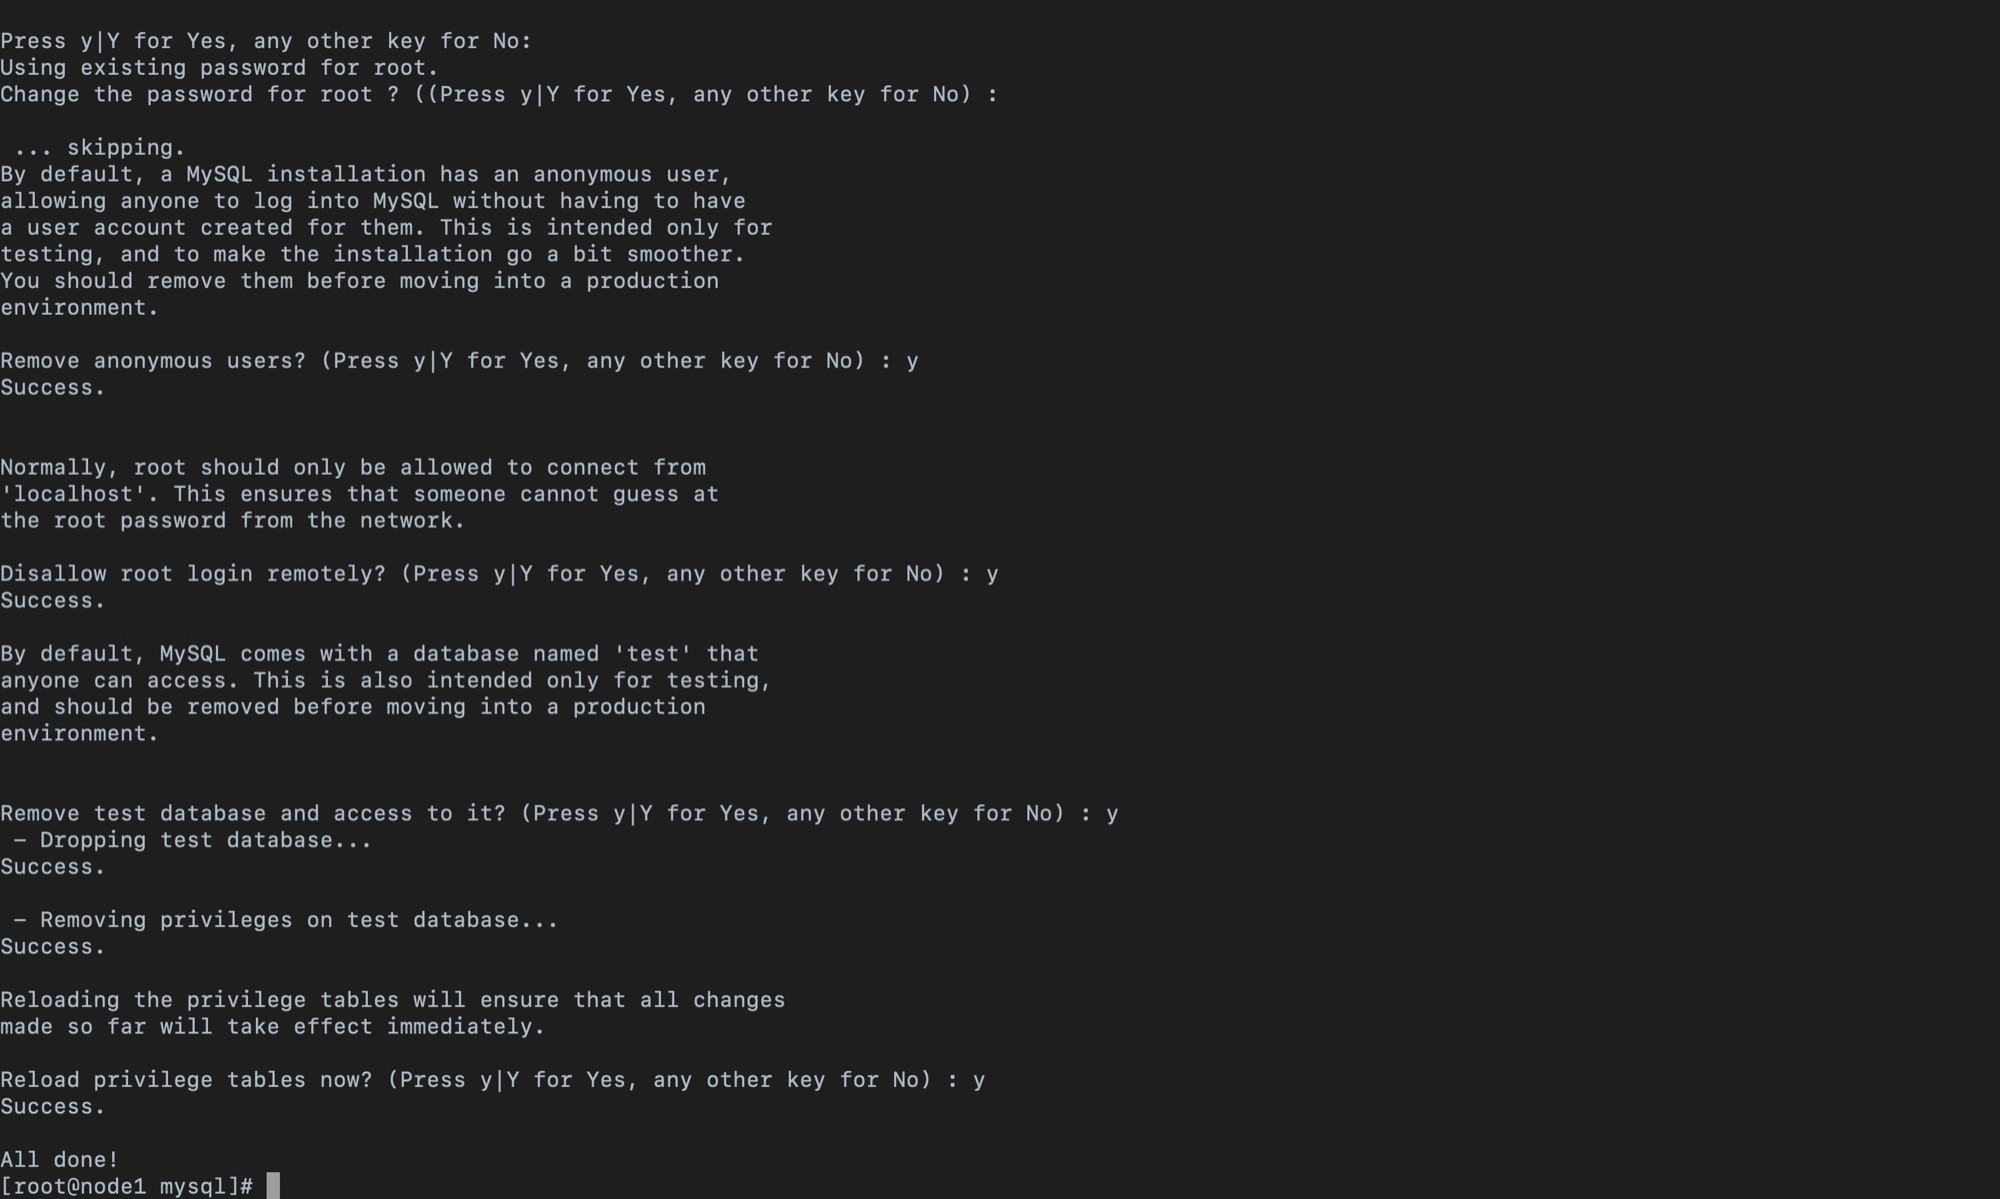 Press y|Y for Yes, any other key for No:
Using existing password for root.
Change the password for root ? ((Press y|Y for Yes, any other key for No) :
 ... skipping.
By default, a MySQL installation has an anonymous user,
allowing anyone to log into MySQL without having to have
a user account created for them. This is intended only for
testing, and to make the installation go a bit smoother.
You should remove them before moving into a production
environment.
Remove anonymous users? (Press y|Y for Yes, any other key for No) : y
Success.
Normally, root should only be allowed to connect from
'localhost'. This ensures that someone cannot guess at
the root password from the network.
Disallow root login remotely? (Press y|Y for Yes, any other key for No) : y
Success.
By default, MySQL comes with a database named 'test' that
anyone can access. This is also intended only for testing,
and should be removed before moving into a production
environment.
Remove test database and access to it? (Press y|Y for Yes, any other key for No) : y
 - Dropping test database...
Success.
 - Removing privileges on test database...
Success.
Reloading the privilege tables will ensure that all changes
made so far will take effect immediately.
Reload privilege tables now? (Press y|Y for Yes, any other key for No) : y
Success.
All done!
[root@node1 mysql]#